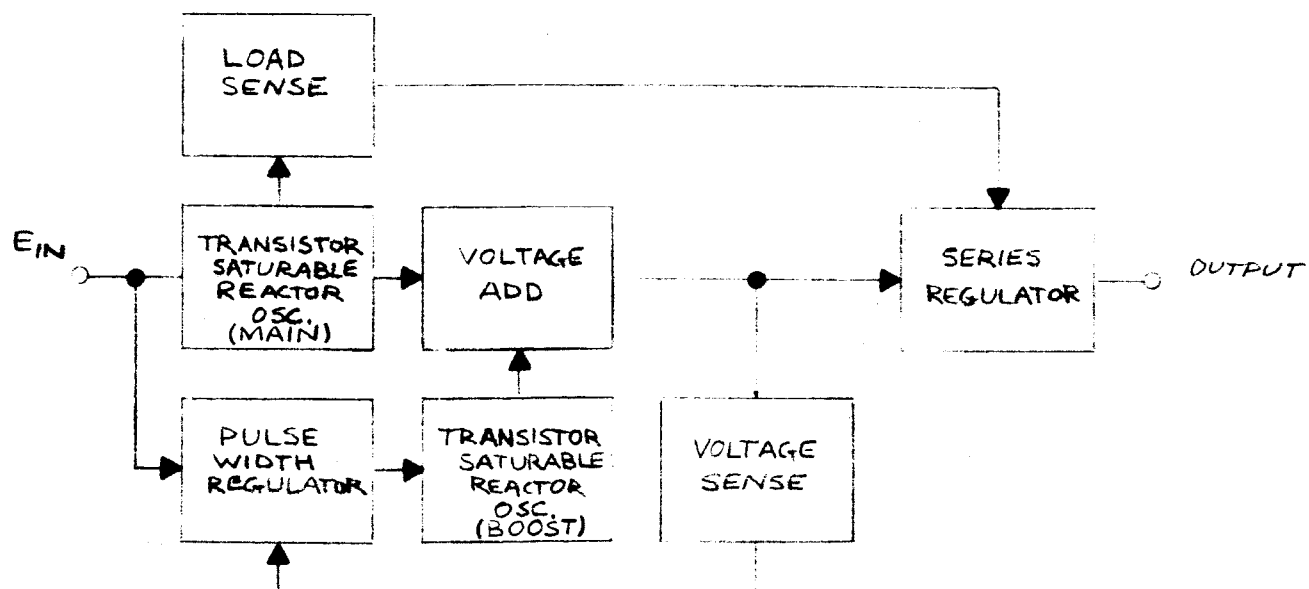 LOAD
SENSE
E IN
TRANSISTOR
SATURABLE
REACTOR
OSC.
(MAIN)
VOLTAGE
ADD
SERIES
REGULATOR
OUTPUT
PULSE
WIDTH
REGULATOR
TRANSISTOR
SATURABLE
REACTOR
OSC.
(BOOST)
VOLTAGE
SENSE